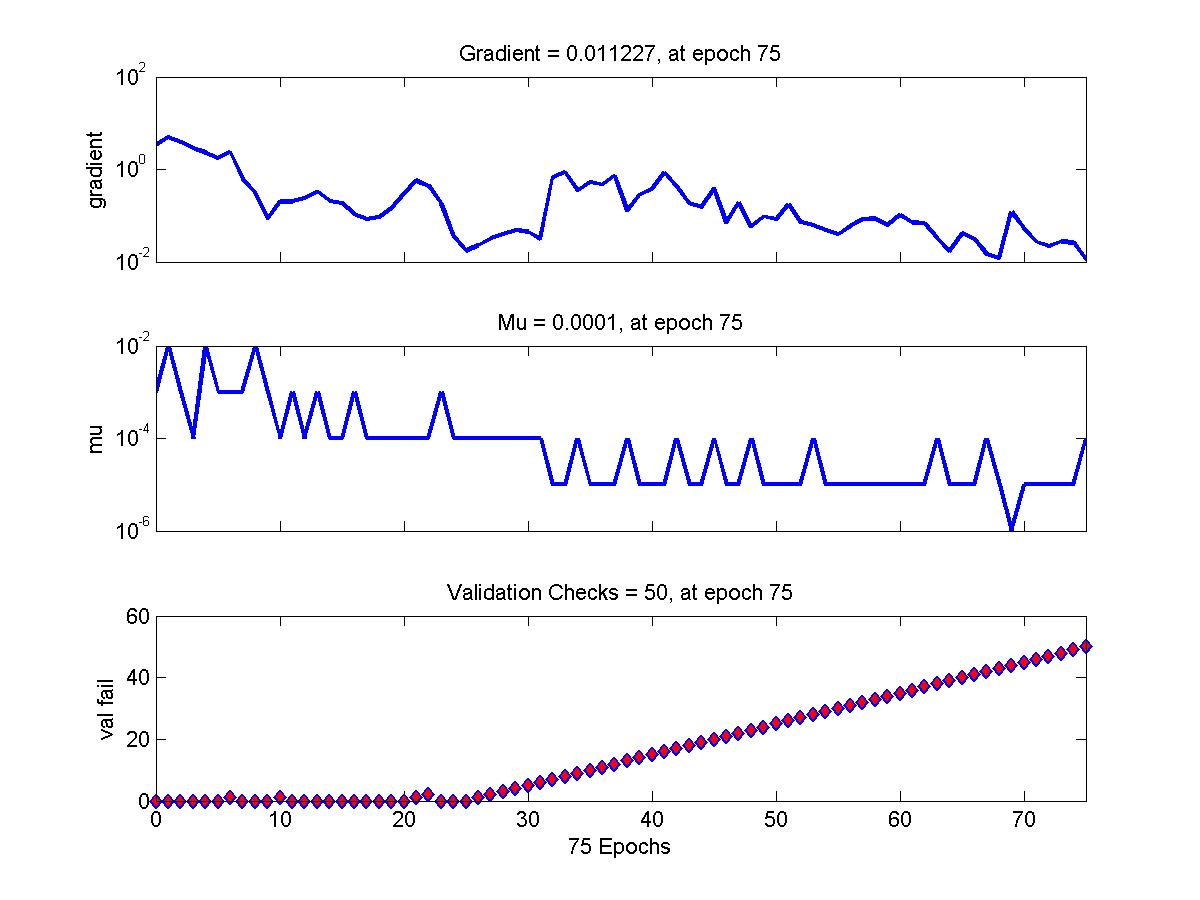 Gradient = 0.011227, at epoch 75
10^2
10^0
10^-2
gradient
Mu = 0.0001, at epoch 75
10^-2
10^-4
10^-6
mu
Validation Checks = 50, at epoch 75
60
40
20
0
val fail
0 10 20 30 40 50 60 70
75 Epochs